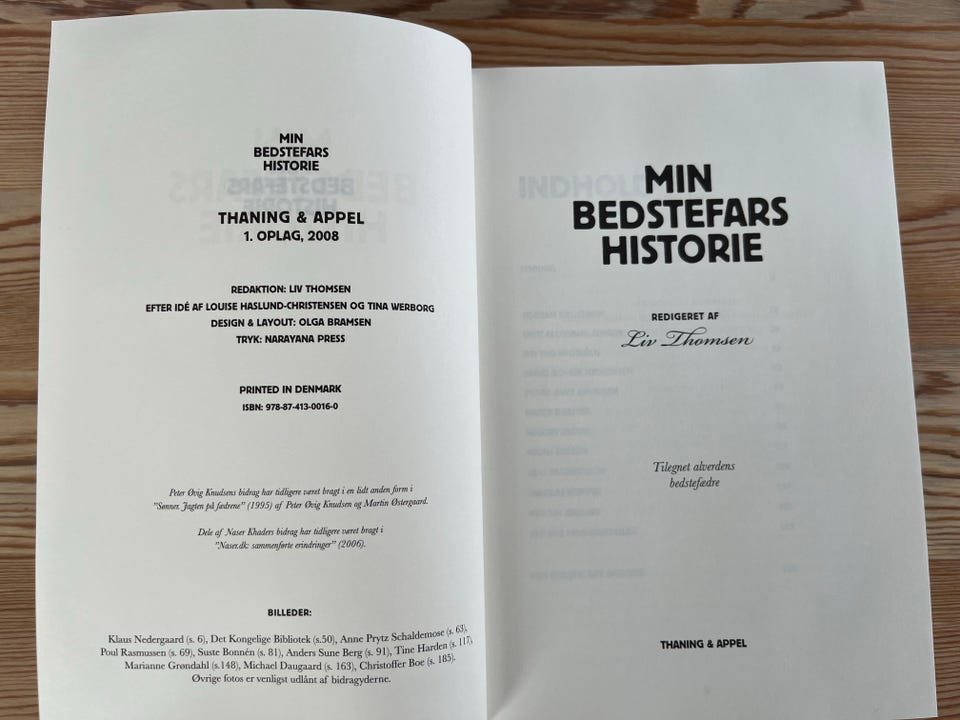 MIN
BEDSTEFARS
HISTORIE
THANING & APPEL
1. OPLAG, 2008
REDAKTION: LIV THOMSEN
EFTER IDÉ AF LOUISE HASLUND-CHRISTENSEN OG TINA WERBORG
DESIGN & LAYOUT: OLGA BRAMSEN
TRYK: NARAYANA PRESS
PRINTED IN DENMARK
ISBN: 978-87-413-0016-0
Peter Øvig Knudsens bidrag har tidligere været bragt i en lidt anden form i
"Sønner. Jagten på fædrene" (1995) af Peter Øvig Knudsen og Martin Østergaard.
Dele af Naser Khaders bidrag har tidligere været bragt i
"Naser.dk: sammenførte erindringer" (2006).
BILLEDER:
Klaus Nedergaard (s. 6), Det Kongelige Bibliotek (s.50), Anne Prytz Schaldemose (s. 63),
Poul Rasmussen (s. 69), Suste Bonnén (s. 81), Anders Sune Berg (s. 91), Tine Harden (s. 117),
Marianne Grøndahl (s.148), Michael Daugaard (s. 163), Christoffer Boe (s. 185).
Øvrige fotos er venligst udlånt af bidragyderne.
MIN
BEDSTEFARS
HISTORIE
REDIGERET AF
Liv Thomsen
Tilegnet alverdens
bedstefædre
THANING & APPEL